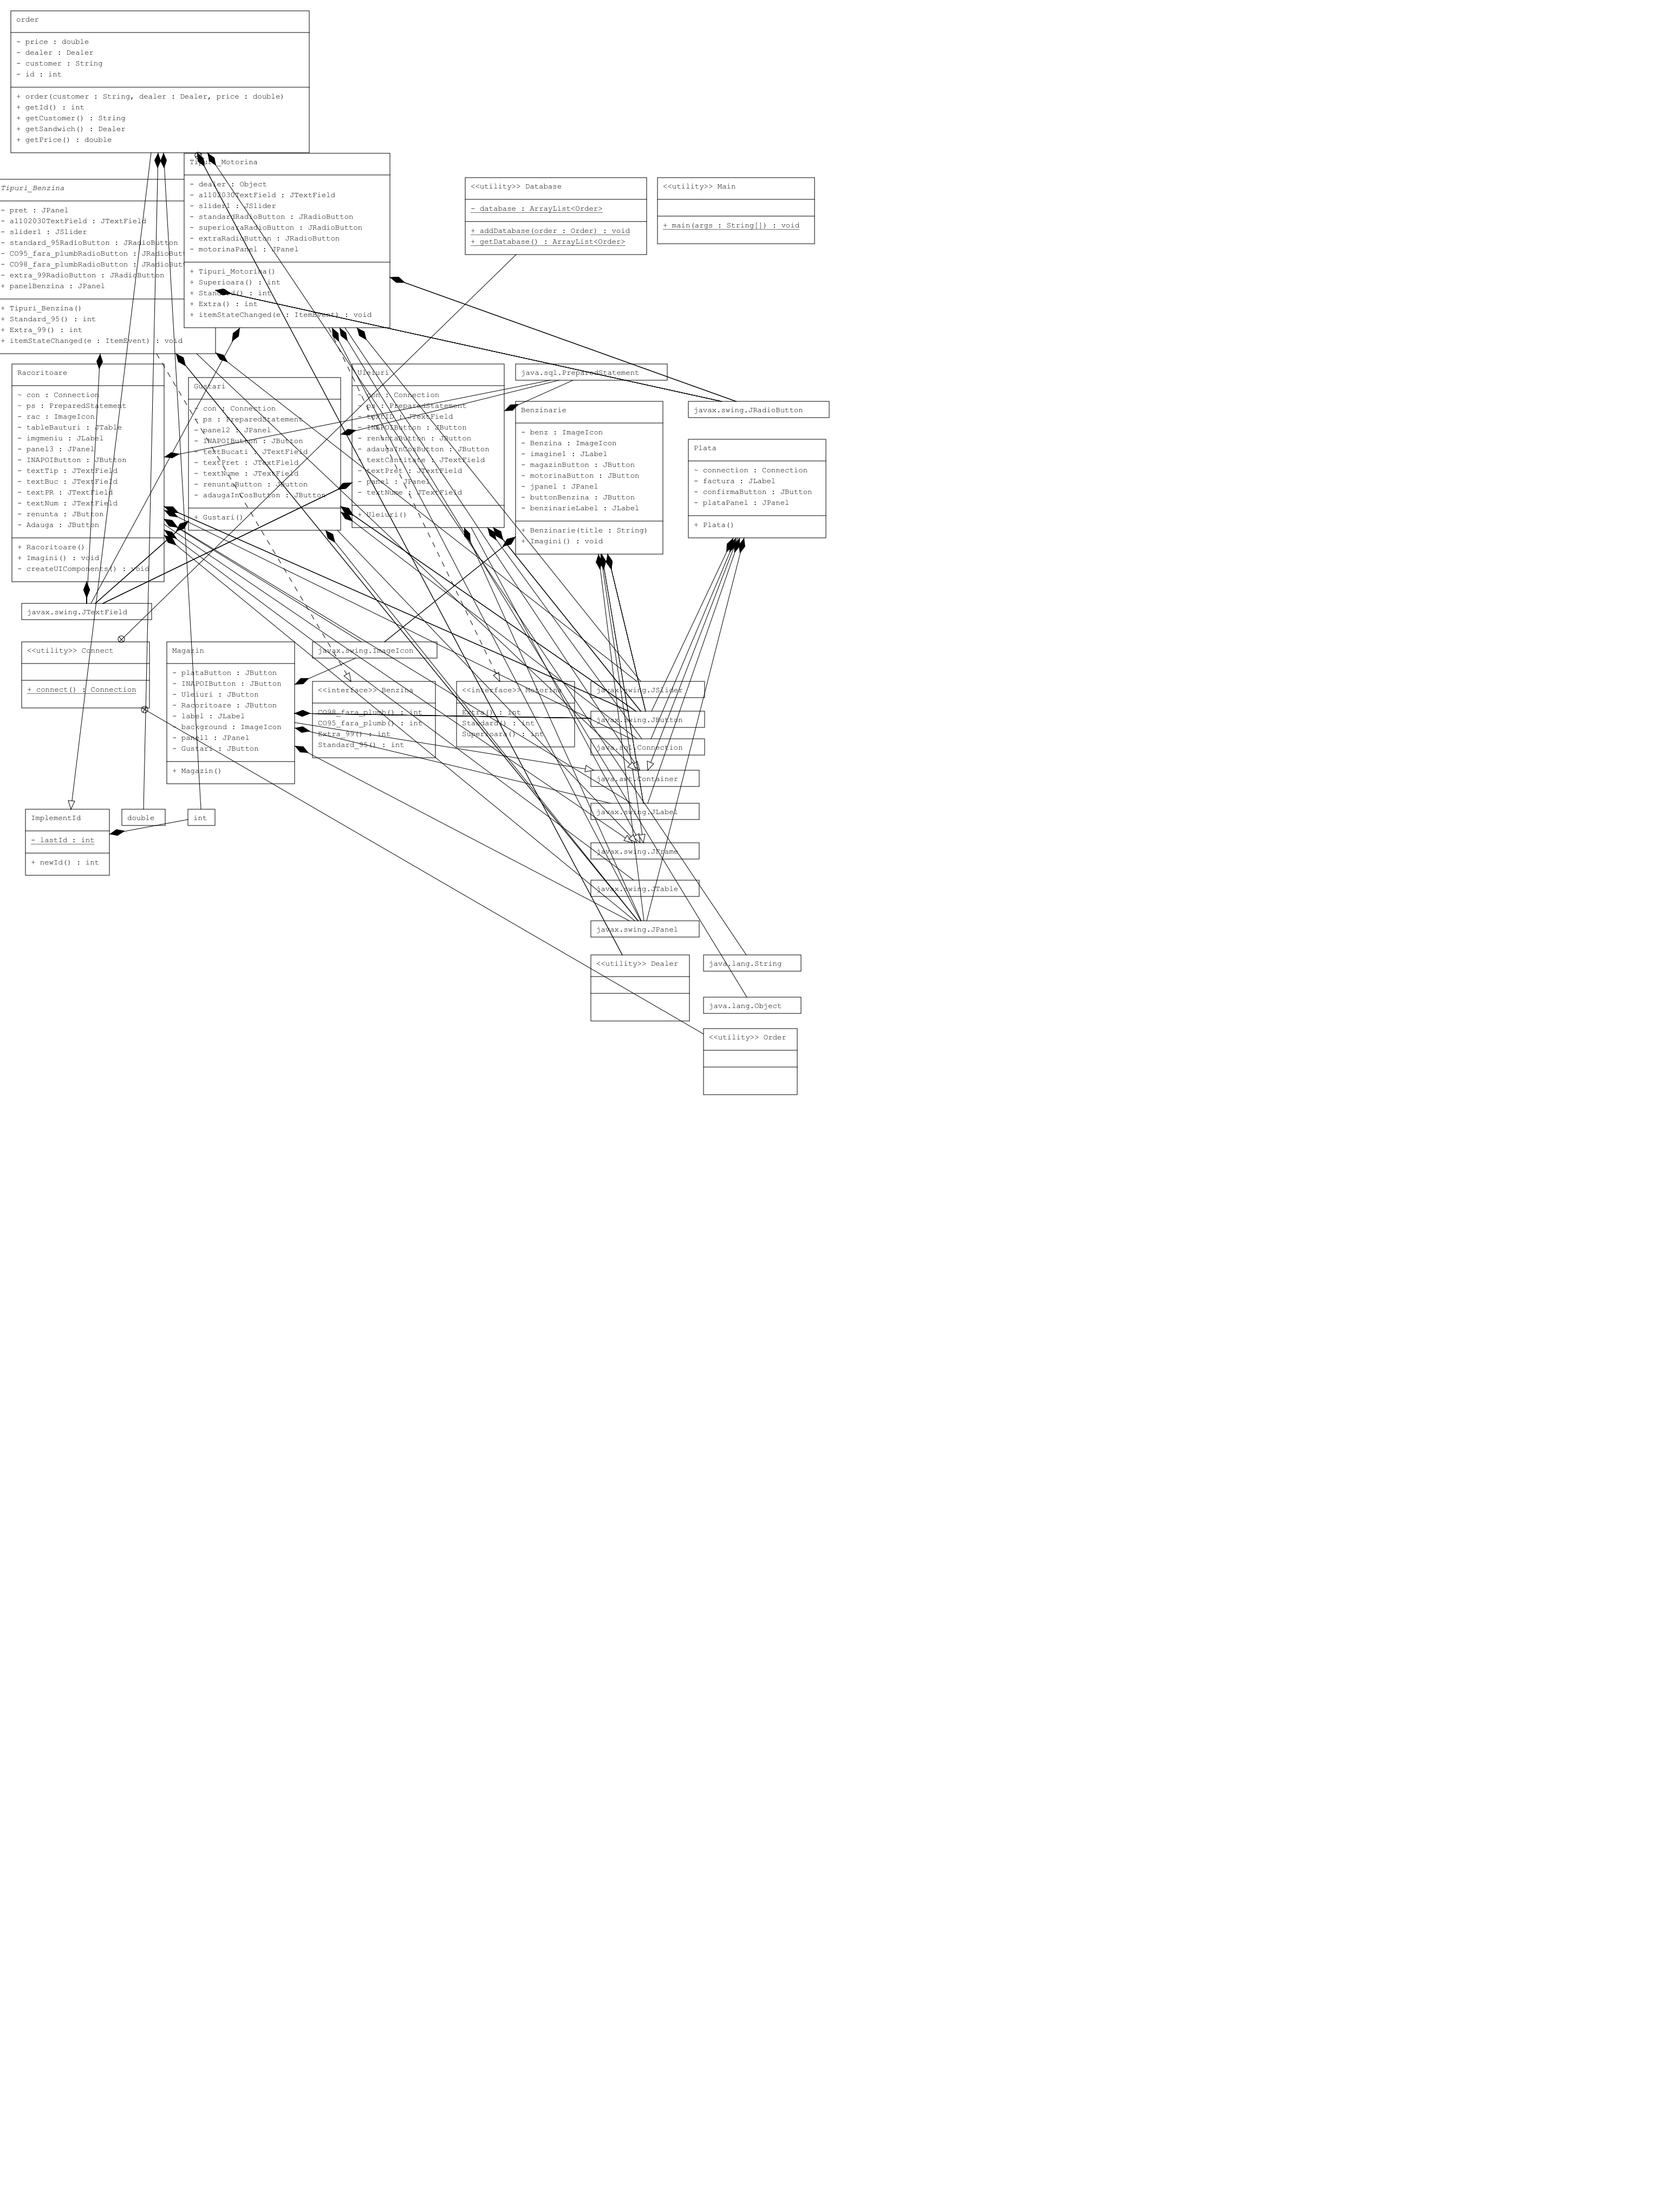 order
- price : double
- dealer : Dealer
- customer : String
- id : int
+ order(customer : String, dealer : Dealer, price : double)
+ getId() : int
+ getCustomer() : String
+ getSandwich() : Dealer
+ getPrice() : double
Tipuri_Motorina
- dealer : Object
- a1102030TextField : JTextField
- slider1 : JSlider
- standardRadioButton : JRadioButton
- superioaraRadioButton : JRadioButton
- extraRadioButton : JRadioButton
- motorinaPanel : JPanel
+ Tipuri_Motorina()
+ Superioara() : int
+ Standard() : int
+ Extra() : int
+ itemStateChanged(e : ItemEvent) : void
Tipuri_Benzina
- pret : JPanel
- a1102030TextField : JTextField
- slider1 : JSlider
- standard_95RadioButton : JRadioButton
- CO95_fara_plumbRadioButton : JRadioBut
- CO98_fara_plumbRadioButton : JRadioBut
- extra_99RadioButton : JRadioButton
+ panelBenzina : JPanel
+ Tipuri_Benzina()
+ Standard_95() : int
+ Extra_99() : int
+ itemStateChanged(e : ItemEvent) : void
<<utility>> Database
- database : ArrayList<Order>
+ addDatabase(order : Order) : void
+ getDatabase() : ArrayList<Order>
<<utility>> Main
+ main(args : String[]) : void
Racoritoare
~ con : Connection
~ ps : PreparedStatement
- rac : ImageIcon
- tableBauturi : JTable
- imgmeniu : JLabel
- panel3 : JPanel
- INAPOIButton : JButton
- textTip : JTextField
- textBuc : JTextField
- textPR : JTextField
- textNum : JTextField
- renunta : JButton
- Adauga : JButton
+ Racoritoare()
+ Imagini() : void
- createUIComponents() : void
Gustari
~ con : Connection
~ ps : PreparedStatement
- panel2 : JPanel
- INAPOIButton : JButton
- textBucati : JTextField
- textPret : JTextField
- textNume : JTextField
- renuntaButton : JButton
- adaugaInCosButton : JButton
+ Gustari()
Uleiuri
~ con : Connection
~ ps : PreparedStatement
- textID : JTextField
- INAPOIButton : JButton
- renuntaButton : JButton
- adaugaInCosButton : JButton
- textCantitate : JTextField
- textPret : JTextField
- panel : JPanel
- textNume : JTextField
+ Uleiuri()
java.sql.PreparedStatement
Benzinarie
- benz : ImageIcon
- Benzina : ImageIcon
- imagine1 : JLabel
- magazinButton : JButton
- motorinaButton : JButton
- jpanel : JPanel
- buttonBenzina : JButton
- benzinarieLabel : JLabel
+ Benzinarie(title : String)
+ Imagini() : void
javax.swing.JRadioButton
Plata
~ connection : Connection
- factura : JLabel
- confirmaButton : JButton
- plataPanel : JPanel
+ Plata()
javax.swing.JTextField
<<utility>> Connect
+ connect() : Connection
Magazin
- plataButton : JButton
- INAPOIButton : JButton
- Uleiuri : JButton
- Racoritoare : JButton
- label : JLabel
- background : ImageIcon
- panel1 : JPanel
- Gustari : JButton
+ Magazin()
javax.swing.ImageIcon
<<interface>> Benzina
CO98_fara_plumb() : int
CO95_fara_plumb() : int
Extra_99() : int
Standard_95() : int
<<interface>> Motorina
Extra() : int
Standard() : int
Superioara() : int
javax.swing.JSlider
javax.swing.JButton
java.sql.Connection
java.awt.Container
javax.swing.JLabel
javax.swing.JFrame
javax.swing.JTable
javax.swing.JPanel
ImplementId
- lastId : int
+ newId() : int
double
int
<<utility>> Dealer
java.lang.String
java.lang.Object
<<utility>> Order